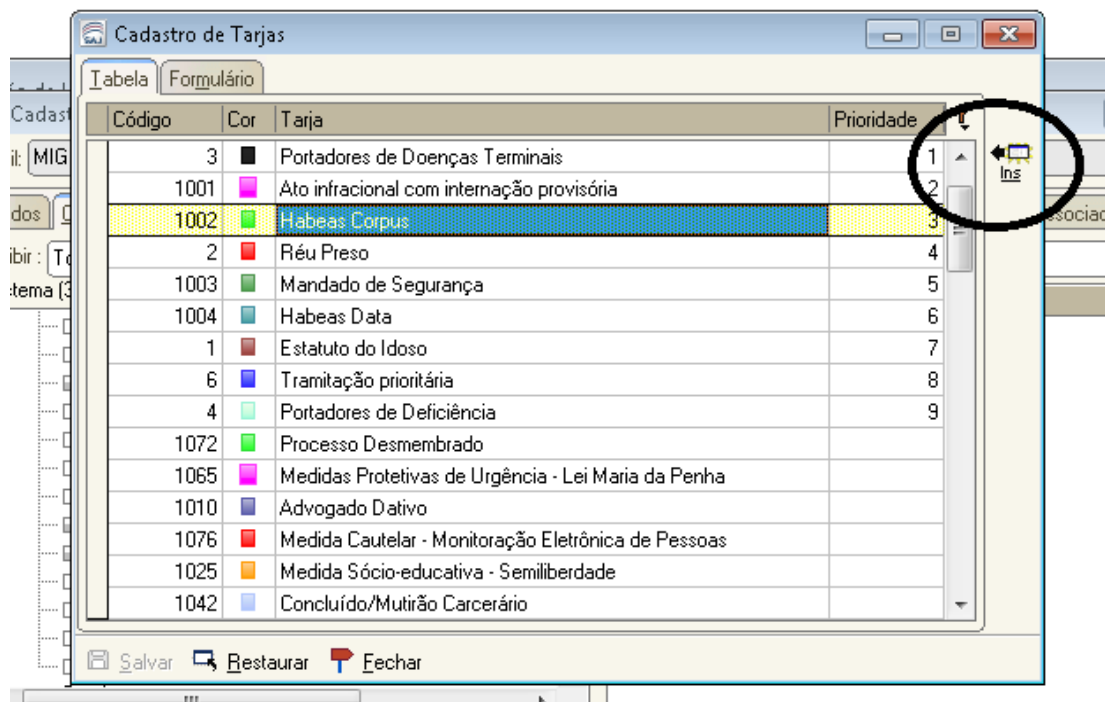 SAJ Cadastro de Tarjas
Tabela Formulário
Código Cor Tarja Prioridade
3 Portadores de Doenças Terminais 1
1001 Ato infracional com internação provisória 2
1002 Habeas Corpus 3
2 Réu Preso 4
1003 Mandado de Segurança 5
1004 Habeas Data 6
1 Estatuto do Idoso 7
6 Tramitação prioritária 8
4 Portadores de Deficiência 9
1072 Processo Desmembrado
1065 Medidas Protetivas de Urgência - Lei Maria da Penha
1010 Advogado Dativo
1076 Medida Cautelar - Monitoração Eletrônica de Pessoas
1025 Medida Sócio-educativa - Semiliberdade
1042 Concluído/Mutirão Carcerário
Salvar Restaurar Fechar
Ins
Cadast
il: MIG
dos
ibir : To
stema (3
ssociad